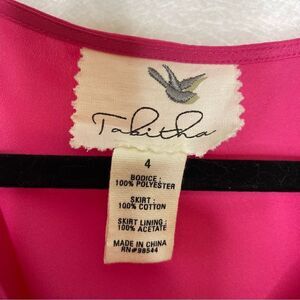 Tabitha
4
BODICE:
100% POLYESTER
SKIRT:
100% COTTON
SKIRT LINING:
100% ACETATE
MADE IN CHINA
RN#98544